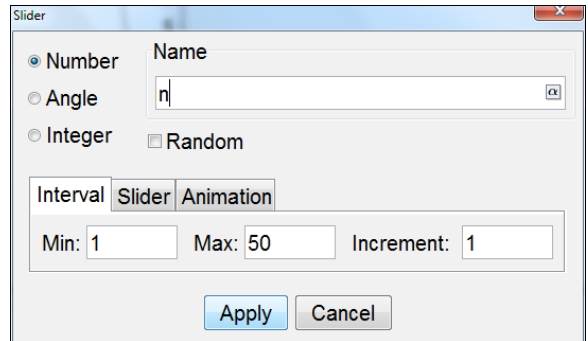 Slider
Number
Name
Angle
n
α
Integer
Random
Interval Slider Animation
Min: 1 Max: 50 Increment: 1
Apply Cancel